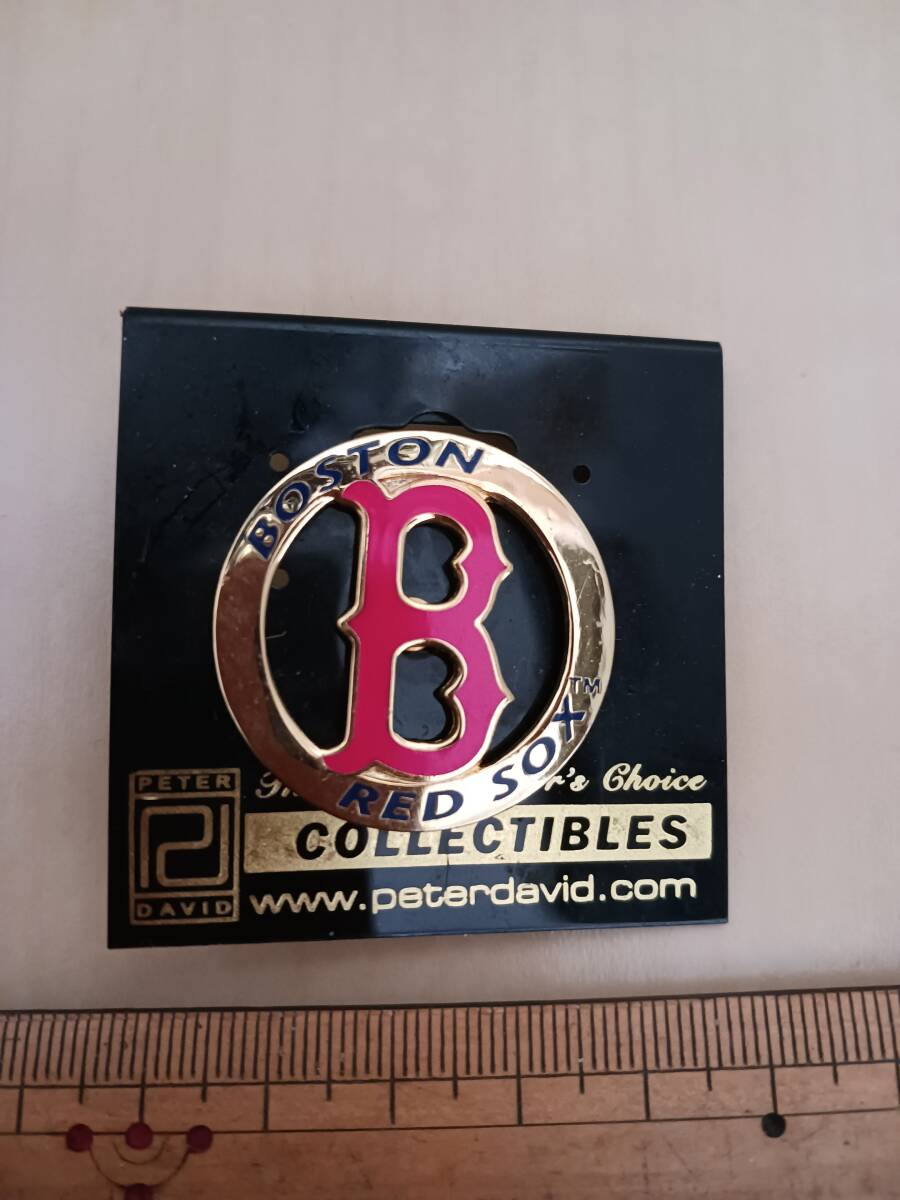 BOSTON
B
RED SOX™
PETER
DAVID
Choice
COLLECTIBLES
www.peterdavid.com